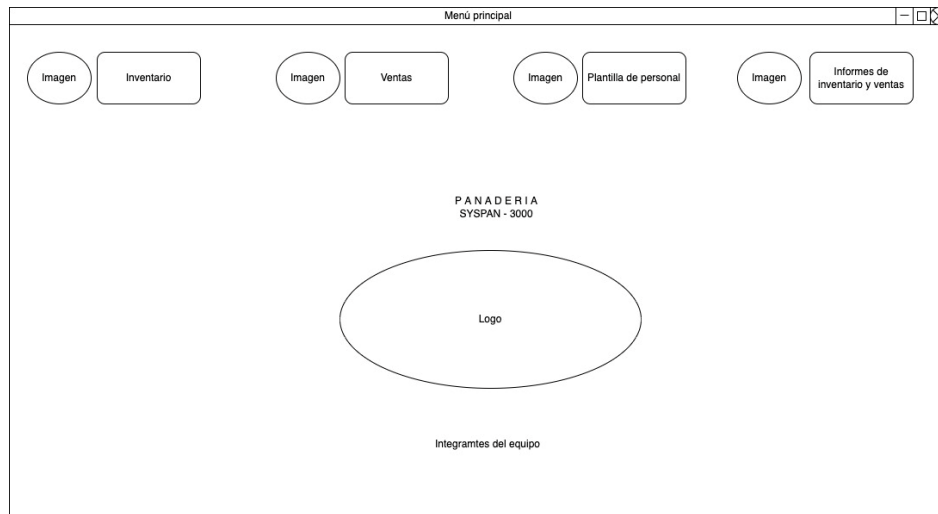 Menú principal
Imagen
Inventario
Imagen
Ventas
Imagen
Plantilla de personal
Imagen
Informes de
inventario y ventas
P A N A D E R I A
SYSPAN - 3000
Logo
Integramtes del equipo